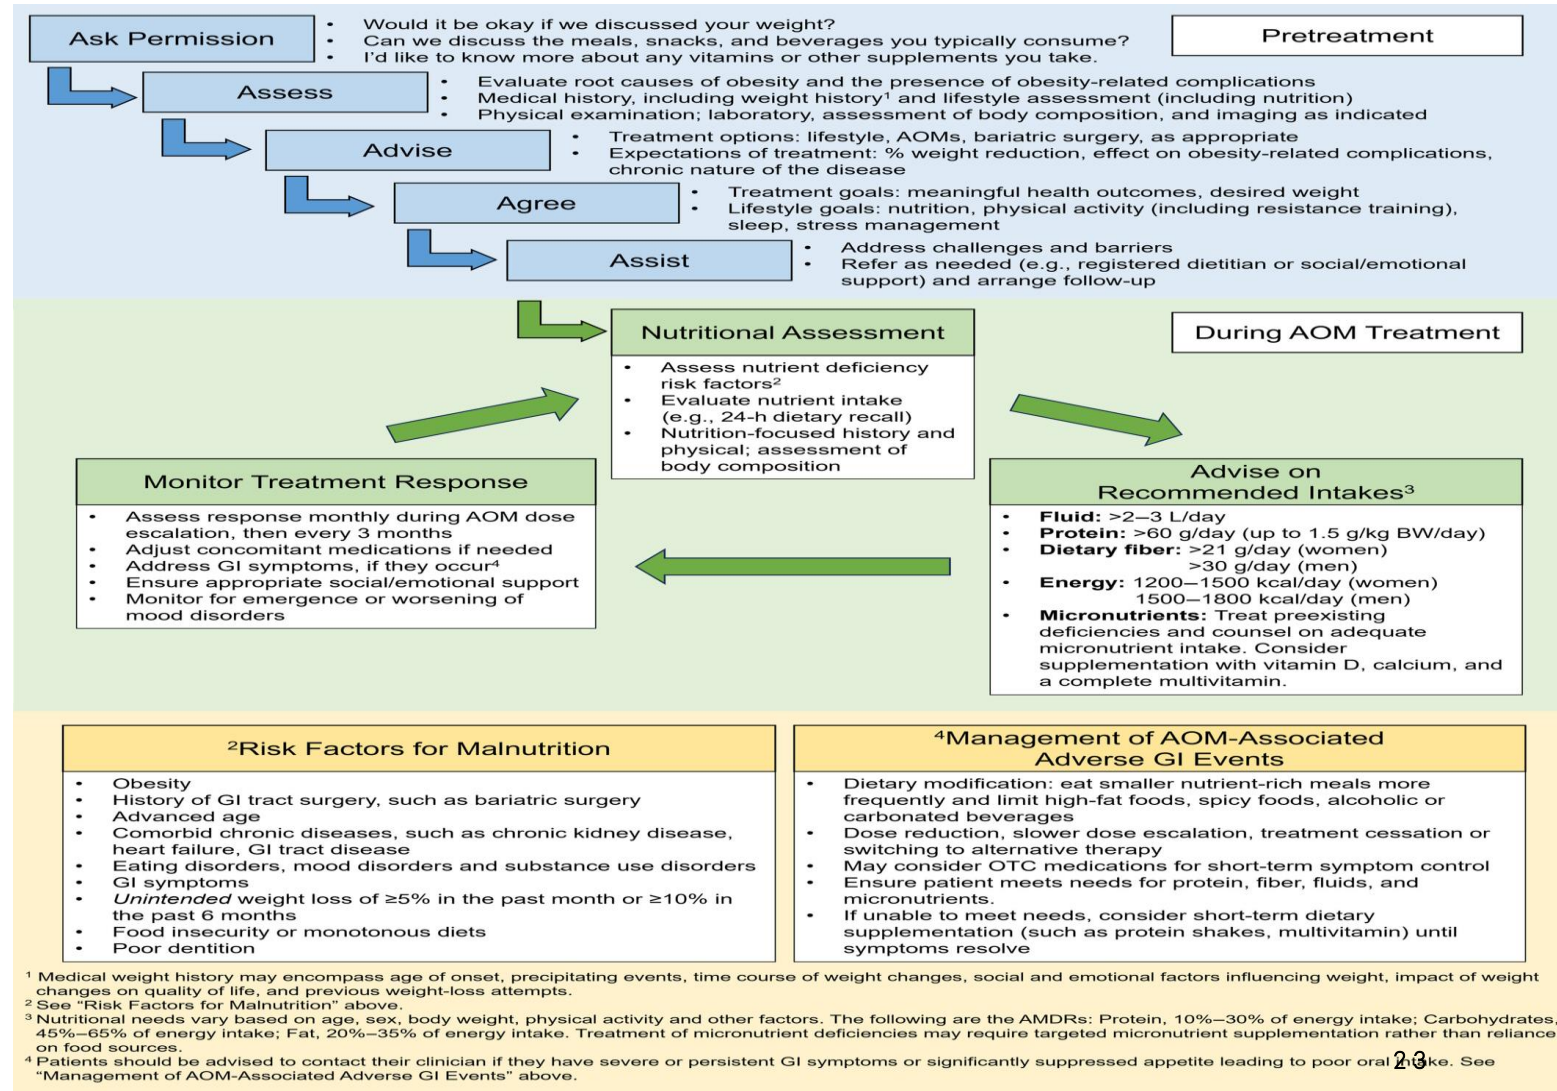 Ask Permission
• Would it be okay if we discussed your weight?
• Can we discuss the meals, snacks, and beverages you typically consume?
• I'd like to know more about any vitamins or other supplements you take.
Pretreatment
Assess
• Evaluate root causes of obesity and the presence of obesity-related complications
• Medical history, including weight history¹ and lifestyle assessment (including nutrition)
• Physical examination; laboratory, assessment of body composition, and imaging as indicated
Advise
• Treatment options: lifestyle, AOMs, bariatric surgery, as appropriate
• Expectations of treatment: % weight reduction, effect on obesity-related complications,
chronic nature of the disease
Agree
• Treatment goals: meaningful health outcomes, desired weight
• Lifestyle goals: nutrition, physical activity (including resistance training),
sleep, stress management
Assist
• Address challenges and barriers
• Refer as needed (e.g., registered dietitian or social/emotional
support) and arrange follow-up
During AOM Treatment
Nutritional Assessment
• Assess nutrient deficiency
risk factors²
• Evaluate nutrient intake
(e.g., 24-h dietary recall)
• Nutrition-focused history and
physical; assessment of
body composition
Advise on
Recommended Intakes³
• Fluid: >2–3 L/day
• Protein: >60 g/day (up to 1.5 g/kg BW/day)
• Dietary fiber: >21 g/day (women)
>30 g/day (men)
• Energy: 1200–1500 kcal/day (women)
1500–1800 kcal/day (men)
• Micronutrients: Treat preexisting
deficiencies and counsel on adequate
micronutrient intake. Consider
supplementation with vitamin D, calcium, and
a complete multivitamin.
Monitor Treatment Response
• Assess response monthly during AOM dose
escalation, then every 3 months
• Adjust concomitant medications if needed
• Address GI symptoms, if they occur⁴
• Ensure appropriate social/emotional support
• Monitor for emergence or worsening of
mood disorders
²Risk Factors for Malnutrition
• Obesity
• History of GI tract surgery, such as bariatric surgery
• Advanced age
• Comorbid chronic diseases, such as chronic kidney disease,
heart failure, GI tract disease
• Eating disorders, mood disorders and substance use disorders
• GI symptoms
• Unintended weight loss of ≥5% in the past month or ≥10% in
the past 6 months
• Food insecurity or monotonous diets
• Poor dentition
⁴Management of AOM-Associated
Adverse GI Events
• Dietary modification: eat smaller nutrient-rich meals more
frequently and limit high-fat foods, spicy foods, alcoholic or
carbonated beverages
• Dose reduction, slower dose escalation, treatment cessation or
switching to alternative therapy
• May consider OTC medications for short-term symptom control
• Ensure patient meets needs for protein, fiber, fluids, and
micronutrients.
• If unable to meet needs, consider short-term dietary
supplementation (such as protein shakes, multivitamin) until
symptoms resolve
¹ Medical weight history may encompass age of onset, precipitating events, time course of weight changes, social and emotional factors influencing weight, impact of weight
changes on quality of life, and previous weight-loss attempts.
² See "Risk Factors for Malnutrition" above.
³ Nutritional needs vary based on age, sex, body weight, physical activity and other factors. The following are the AMDRs: Protein, 10%–30% of energy intake; Carbohydrates,
45%–65% of energy intake; Fat, 20%–35% of energy intake. Treatment of micronutrient deficiencies may require targeted micronutrient supplementation rather than reliance
on food sources.
⁴ Patients should be advised to contact their clinician if they have severe or persistent GI symptoms or significantly suppressed appetite leading to poor oral intake. See
"Management of AOM-Associated Adverse GI Events" above.
23